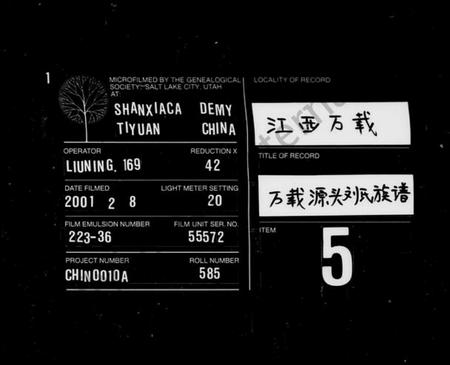 1
MICROFILMED BY THE GENEALOGICAL
SOCIETY, SALT LAKE CITY, UTAH
AT:
SHANXIACA DEMY
TIYUAN CHINA
OPERATOR REDUCTION X
LIUNING. 169 42
DATE FILMED LIGHT METER SETTING
2001 2 8 20
FILM EMULSION NUMBER FILM UNIT SER. NO.
223-36 55572
PROJECT NUMBER ROLL NUMBER
CHINO010A 585
LOCALITY OF RECORD
江西万载
TITLE OF RECORD
万载源头刘氏族谱
ITEM
5